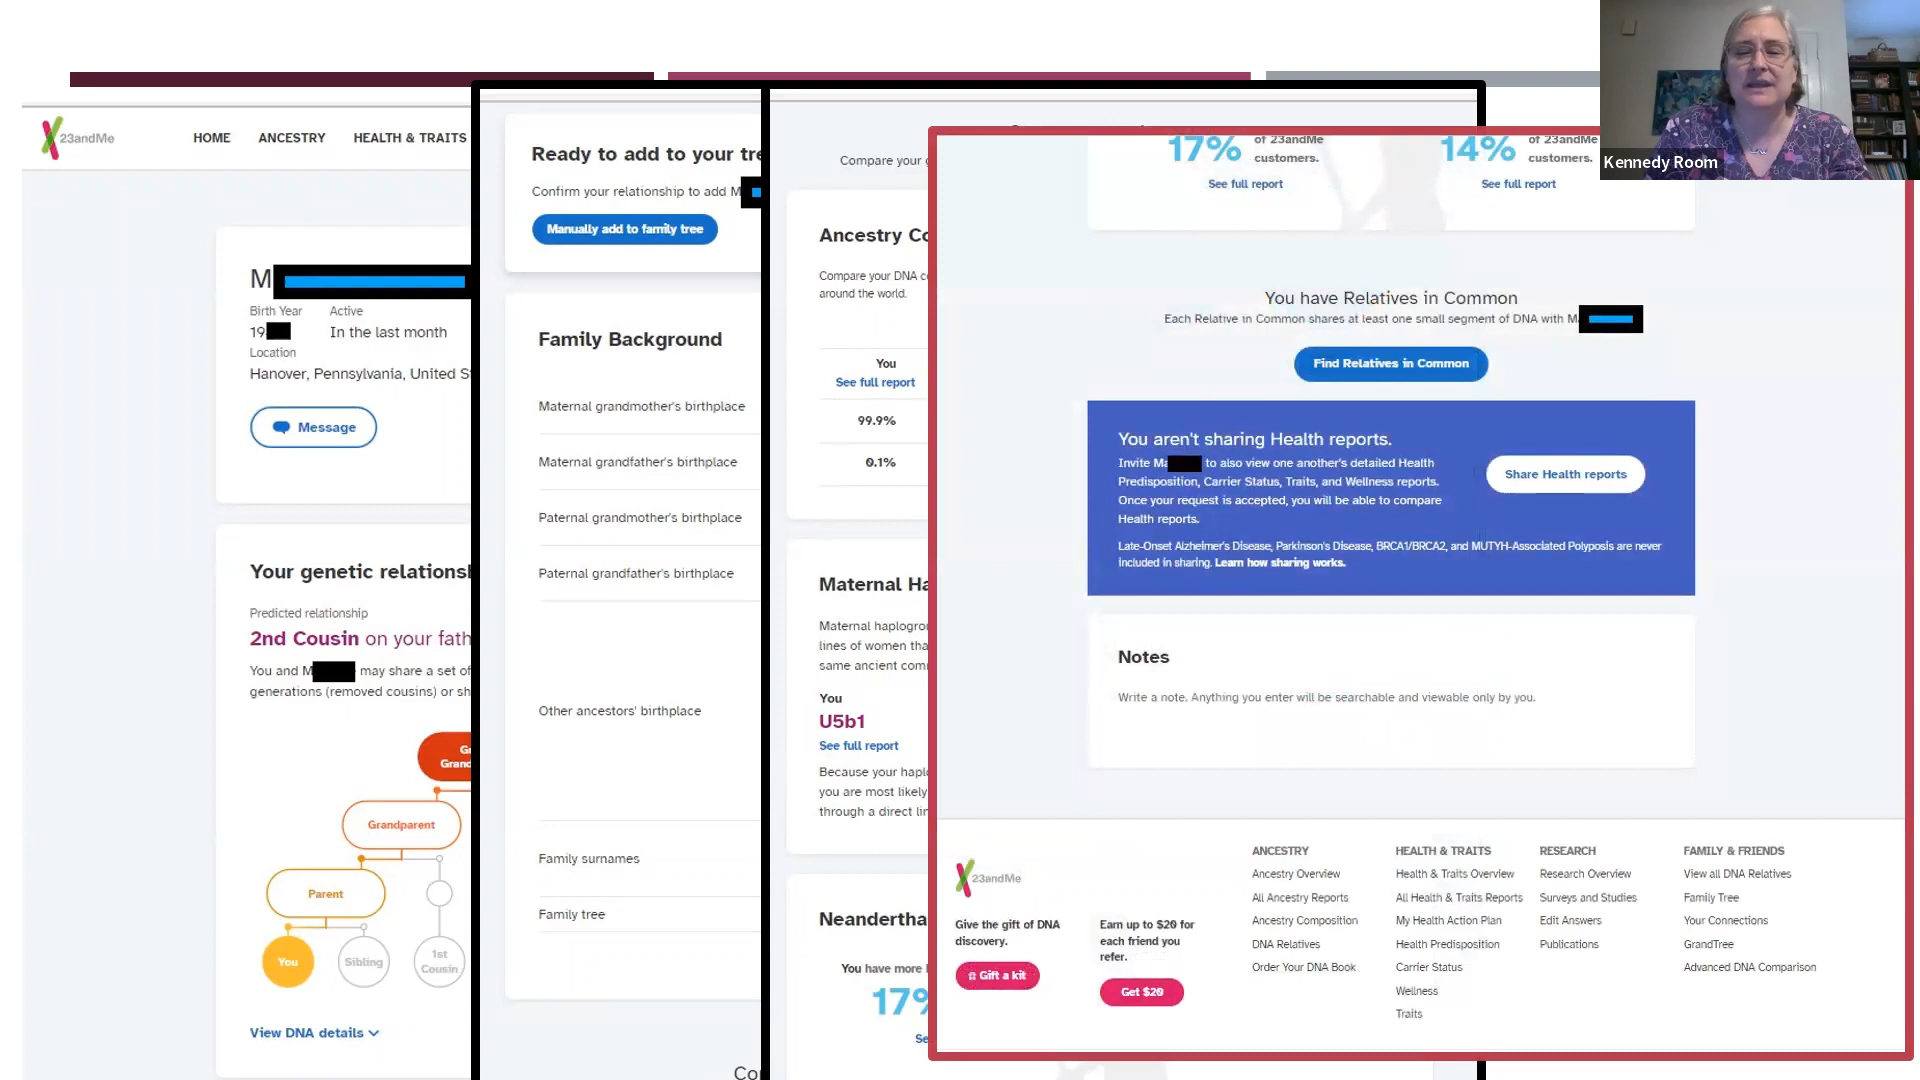 23andMe
HOME
ANCESTRY
HEALTH & TRAITS
M
Birth Year
Active
19
In the last month
Location
Hanover, Pennsylvania, United S
Message
Your genetic relations
Predicted relationship
2nd Cousin on your fath
You and M may share a set of
generations (removed cousins) or sh
Grand
Grandparent
Parent
You
Sibling
1st
Cousin
View DNA details
Ready to add to your tre
Confirm your relationship to add M
Manually add to family tree
Family Background
Maternal grandmother's birthplace
Maternal grandfather's birthplace
Paternal grandmother's birthplace
Paternal grandfather's birthplace
Other ancestors' birthplace
Family surnames
Family tree
Co
Compare your g
Ancestry Co
Compare your DNA c
around the world.
You
See full report
99.9%
0.1%
Maternal Ha
Maternal haplogrou
lines of women tha
same ancient com
You
U5b1
See full report
Because your haplo
you are most likely
through a direct lin
Neandertha
You have more
17%
Se
17%
of 23andMe
customers.
See full report
14%
of 23andMe
customers.
See full report
You have Relatives in Common
Each Relative in Common shares at least one small segment of DNA with M
Find Relatives in Common
You aren't sharing Health reports.
Invite Ma to also view one another's detailed Health
Predisposition, Carrier Status, Traits, and Wellness reports.
Once your request is accepted, you will be able to compare
Health reports.
Share Health reports
Late-Onset Alzheimer's Disease, Parkinson's Disease, BRCA1/BRCA2, and MUTYH-Associated Polyposis are never
included in sharing. Learn how sharing works.
Notes
Write a note. Anything you enter will be searchable and viewable only by you.
23andMe
Give the gift of DNA
discovery.
Gift a kit
Earn up to $20 for
each friend you
refer.
Get $20
ANCESTRY
Ancestry Overview
All Ancestry Reports
Ancestry Composition
DNA Relatives
Order Your DNA Book
HEALTH & TRAITS
Health & Traits Overview
All Health & Traits Reports
My Health Action Plan
Health Predisposition
Carrier Status
Wellness
Traits
RESEARCH
Research Overview
Surveys and Studies
Edit Answers
Publications
FAMILY & FRIENDS
View all DNA Relatives
Family Tree
Your Connections
GrandTree
Advanced DNA Comparison
Kennedy Room